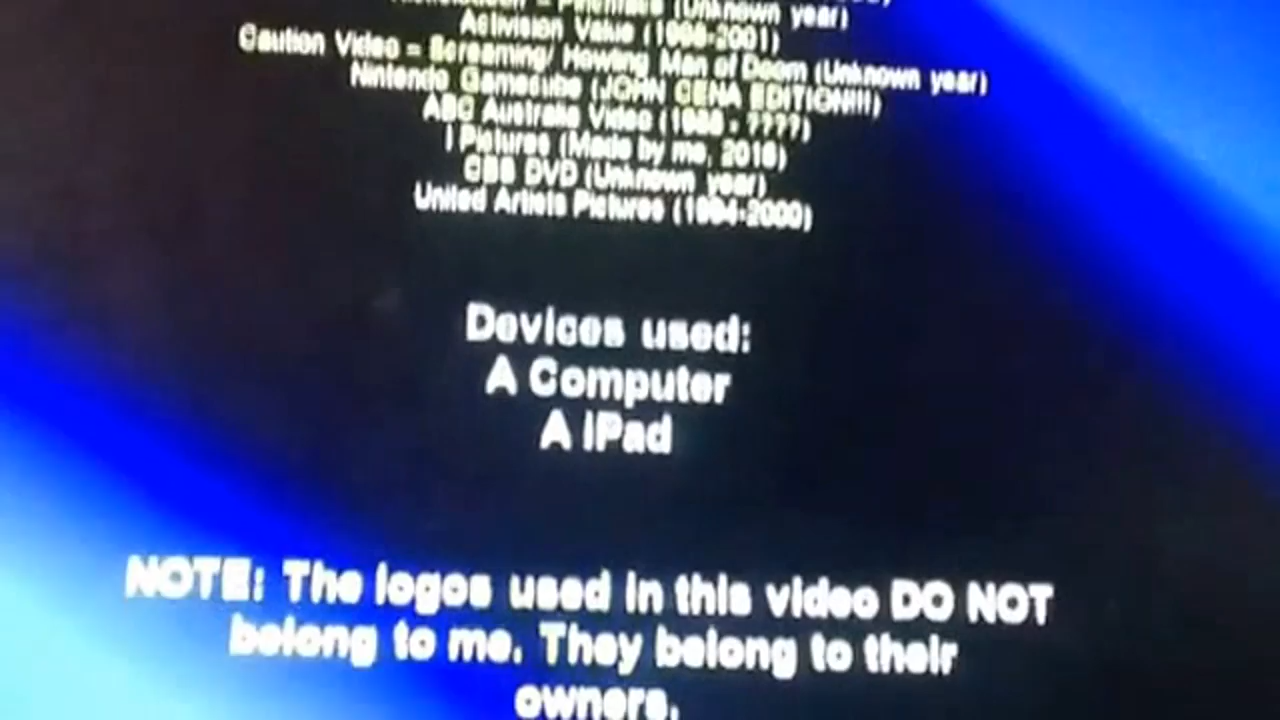 (Unknown year)
Activision Value (1998-2001)
Caution Video = Screaming/ Howling Man of Doom (Unknown year)
Nintendo Gamecube (JOHN CENA EDITION!!!)
ABC Australia Video (1988 - ????)
I Pictures (Made by me, 2016)
CBS DVD (Unknown year)
United Artists Pictures (1994-2000)
Devices used:
A Computer
A iPad
NOTE: The logos used in this video DO NOT
belong to me. They belong to their
owners.